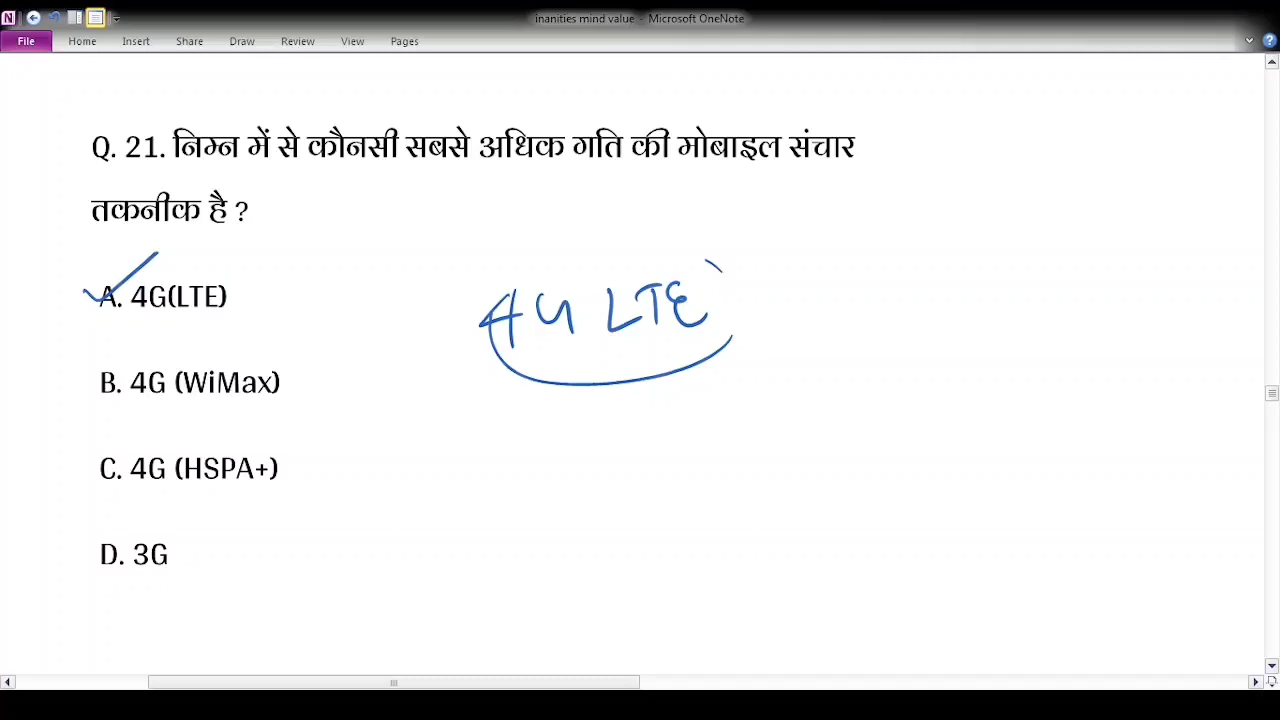 inanities mind value - Microsoft OneNote
File Home Insert Share Draw Review View Pages
Q. 21. निम्न में से कौनसी सबसे अधिक गति की मोबाइल संचार
तकनीक है ?
A. 4G(LTE)
4G LTE
B. 4G (WiMax)
C. 4G (HSPA+)
D. 3G